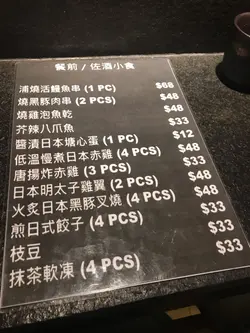 餐前 / 佐酒小食
浦燒活鰻魚串 (1 PC) $68
燒黑豚肉串 (2 PCS) $48
燒雞泡魚乾 $48
芥辣八爪魚 $33
醬漬日本塘心蛋 (1 PC) $12
低溫慢煮日本赤雞 (4 PCS) $48
唐揚炸赤雞 (3 PCS) $33
日本明太子雞翼 (2 PCS) $48
火炙日本黑豚叉燒 (4 PCS) $48
煎日式餃子 (4 PCS) $33
枝豆 $33
抹茶軟凍 (4 PCS) $33